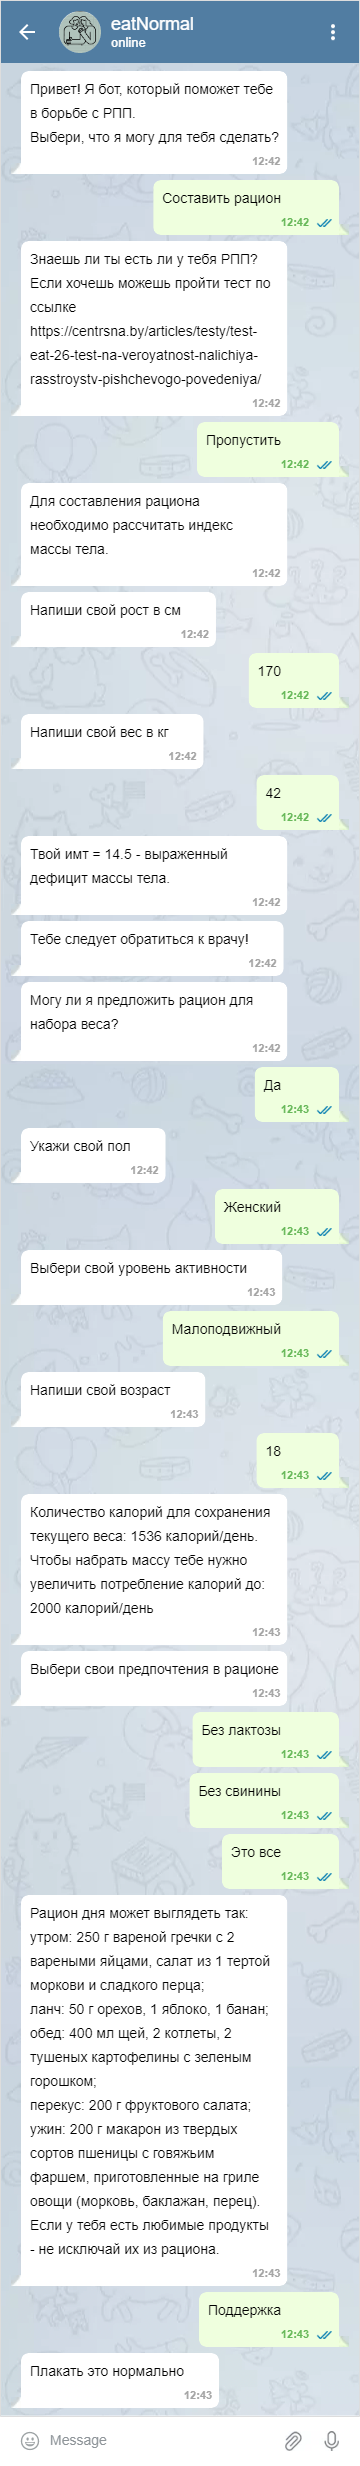 eatNormal
online
Привет! Я бот, который поможет тебе
в борьбе с РПП.
Выбери, что я могу для тебя сделать?
12:42
Составить рацион
12:42
Знаешь ли ты есть ли у тебя РПП?
Если хочешь можешь пройти тест по
ссылке
https://centrsna.by/articles/testy/test-
eat-26-test-na-veroyatnost-nalichiya-
rasstroystv-pishchevogo-povedeniya/
12:42
Пропустить
12:42
Для составления рациона
необходимо рассчитать индекс
массы тела.
12:42
Напиши свой рост в см
12:42
170
12:42
Напиши свой вес в кг
12:42
42
12:42
Твой имт = 14.5 - выраженный
дефицит массы тела.
12:42
Тебе следует обратиться к врачу!
12:42
Могу ли я предложить рацион для
набора веса?
12:42
Да
12:43
Укажи свой пол
12:42
Женский
12:43
Выбери свой уровень активности
12:43
Малоподвижный
12:43
Напиши свой возраст
12:43
18
12:43
Количество калорий для сохранения
текущего веса: 1536 калорий/день.
Чтобы набрать массу тебе нужно
увеличить потребление калорий до:
2000 калорий/день
12:43
Выбери свои предпочтения в рационе
12:43
Без лактозы
12:43
Без свинины
12:43
Это все
12:43
Рацион дня может выглядеть так:
утром: 250 г вареной гречки с 2
вареными яйцами, салат из 1 тертой
моркови и сладкого перца;
ланч: 50 г орехов, 1 яблоко, 1 банан;
обед: 400 мл щей, 2 котлеты, 2
тушеных картофелины с зеленым
горошком;
перекус: 200 г фруктового салата;
ужин: 200 г макарон из твердых
сортов пшеницы с говяжьим
фаршем, приготовленные на гриле
овощи (морковь, баклажан, перец).
Если у тебя есть любимые продукты
- не исключай их из рациона.
12:43
Поддержка
12:43
Плакать это нормально
12:43
Message